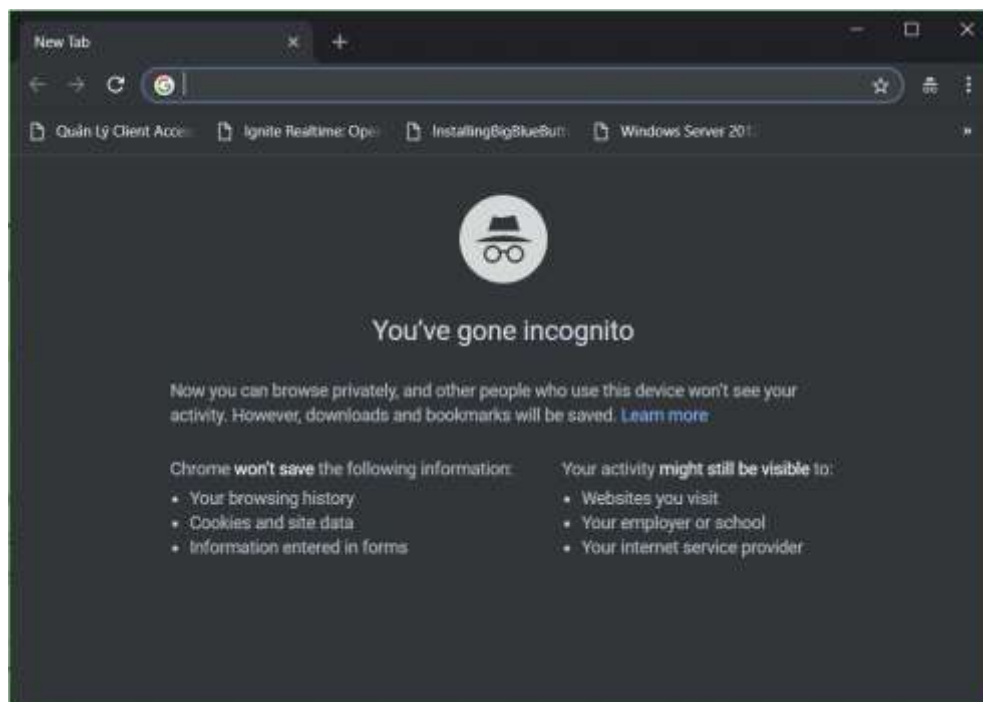 New Tab
Quản Lý Client Acce
Ignite Realtime: Ope
InstallingBigBlueButt
Windows Server 201
You've gone incognito
Now you can browse privately, and other people who use this device won't see your
activity. However, downloads and bookmarks will be saved. Learn more
Chrome won't save the following information:
Your browsing history
Cookies and site data
Information entered in forms
Your activity might still be visible to:
Websites you visit
Your employer or school
Your internet service provider